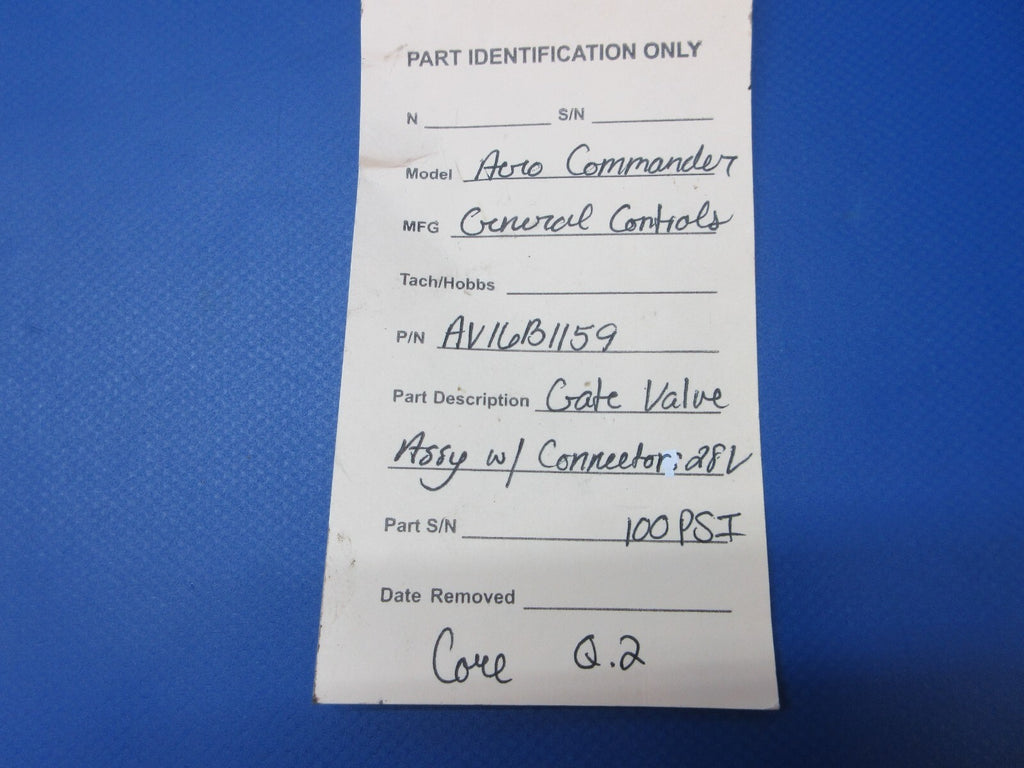 PART IDENTIFICATION ONLY
N S/N
Model Aero Commander
MFG General Controls
Tach/Hobbs
P/N AV16B1159
Part Description Gate Valve
Assy w/ Connector: 28V
Part S/N 100 PSI
Date Removed
Core Q.2